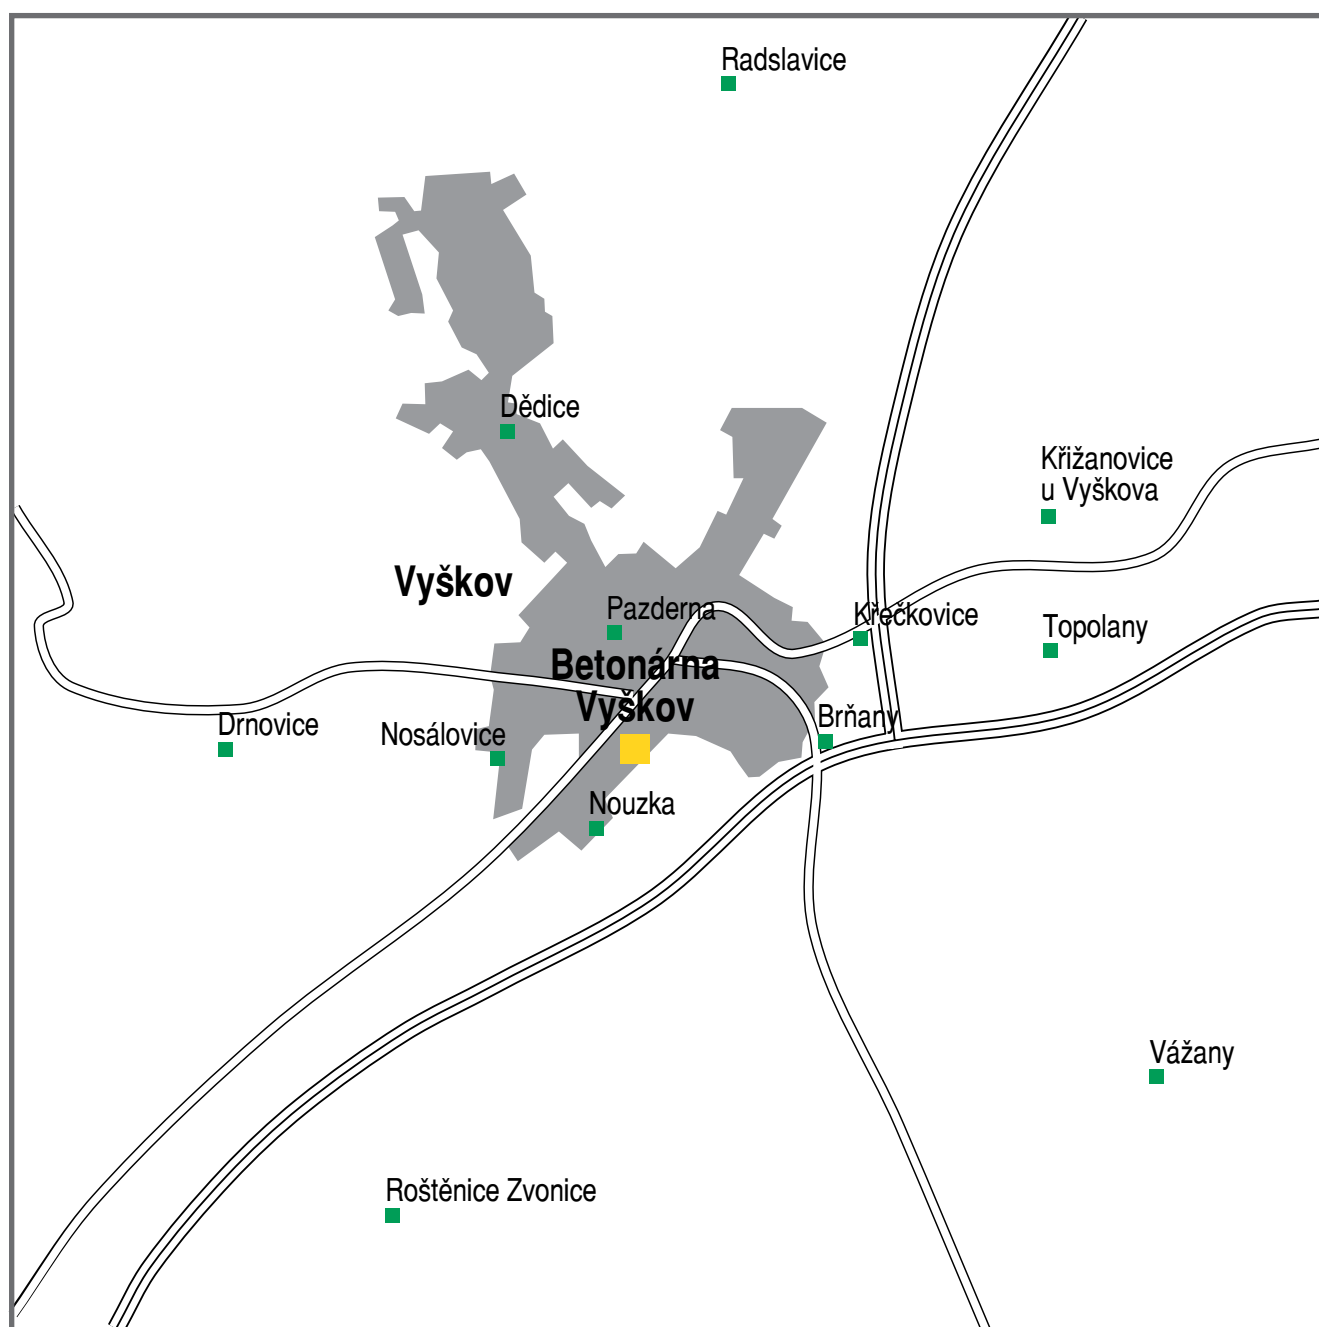 Radslavice
Dědice
Křižanovice
u Vyškova
Vyškov
Pazderna
Křečkovice
Topolany
Betonárna
Vyškov
Brňany
Drnovice
Nosálovice
Nouzka
Vážany
Roštěnice Zvonice